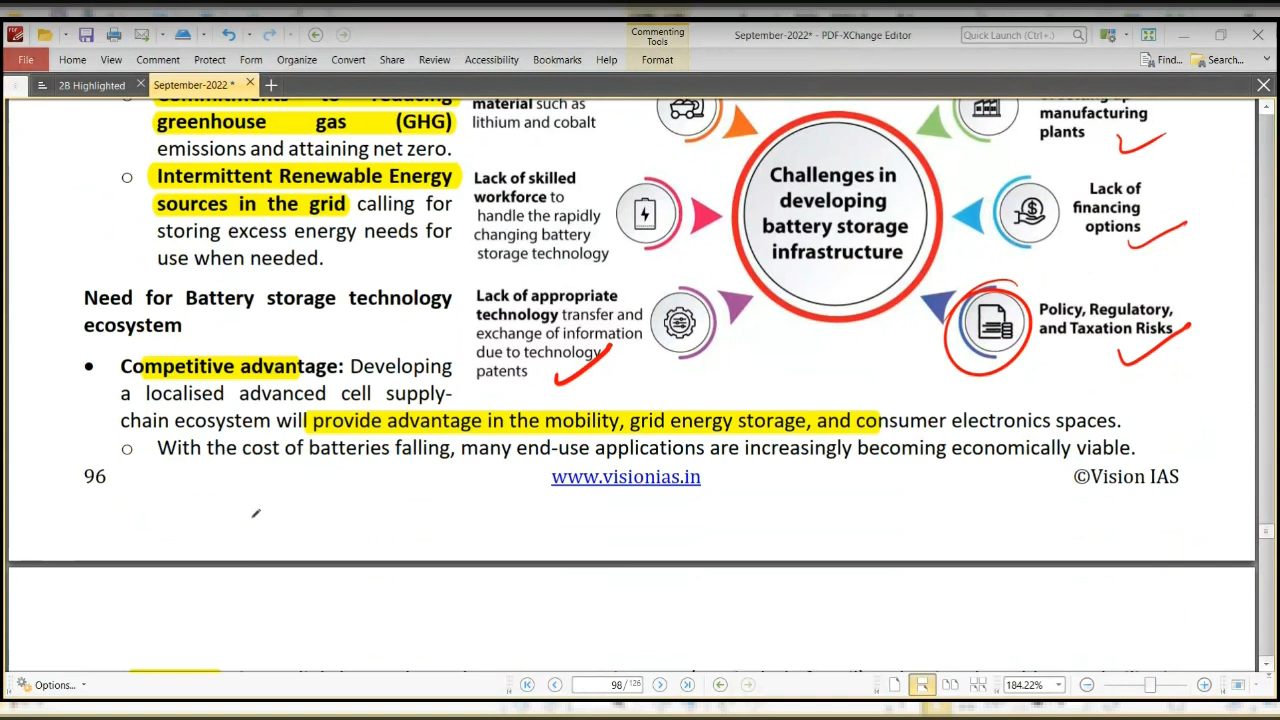 Commenting
Tools
September-2022* - PDF-XChange Editor
Quick Launch (Ctrl+.)
File
Home
View
Comment
Protect
Form
Organize
Convert
Share
Review
Accessibility
Bookmarks
Help
Format
Find...
Search...
2B Highlighted
September-2022 *
greenhouse gas (GHG)
emissions and attaining net zero.
Intermittent Renewable Energy
sources in the grid calling for
storing excess energy needs for
use when needed.
Need for Battery storage technology
ecosystem
Competitive advantage: Developing
a localised advanced cell supply-
chain ecosystem will provide advantage in the mobility, grid energy storage, and consumer electronics spaces.
With the cost of batteries falling, many end-use applications are increasingly becoming economically viable.
material such as
lithium and cobalt
Lack of skilled
workforce to
handle the rapidly
changing battery
storage technology
Lack of appropriate
technology transfer and
exchange of information
due to technology
patents
Challenges in
developing
battery storage
infrastructure
manufacturing
plants
Lack of
financing
options
Policy, Regulatory,
and Taxation Risks
96
www.visionias.in
©Vision IAS
Options...
98 / 126
184.22%